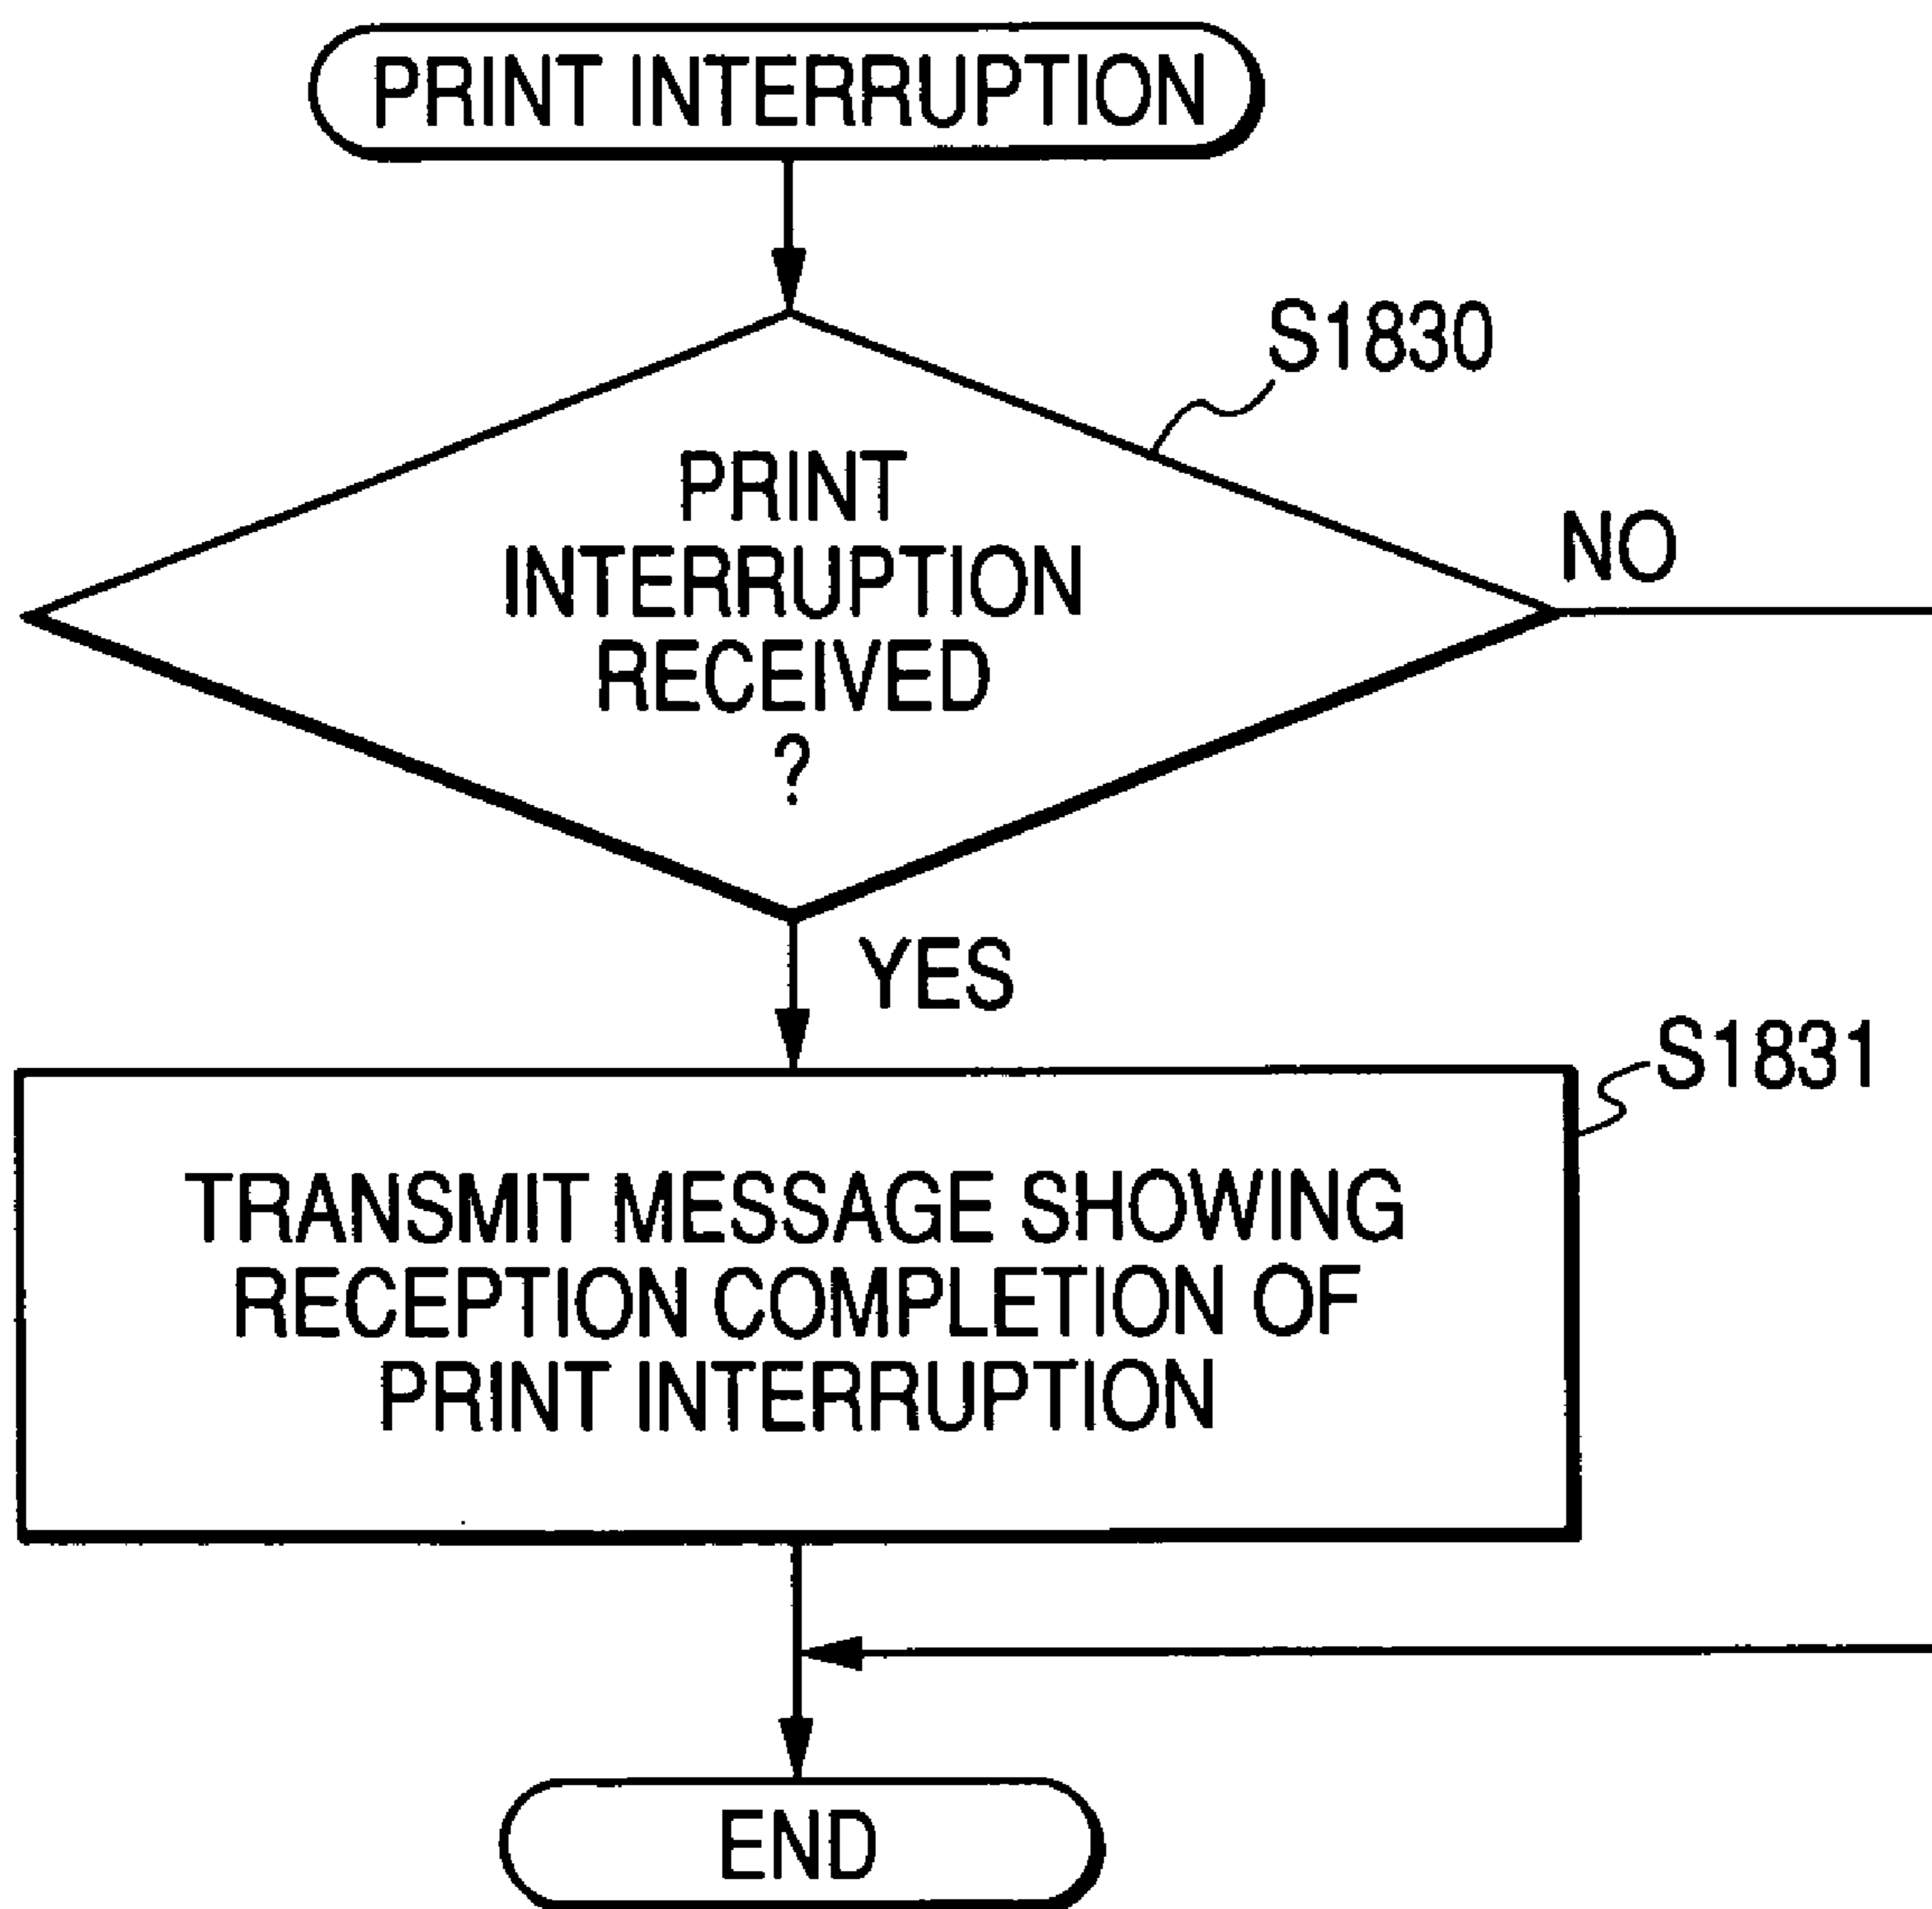 PRINT INTERRUPTION
S1830
PRINT
INTERRUPTION
RECEIVED
?
NO
YES
S1831
TRANSMIT MESSAGE SHOWING
RECEPTION COMPLETION OF
PRINT INTERRUPTION
END